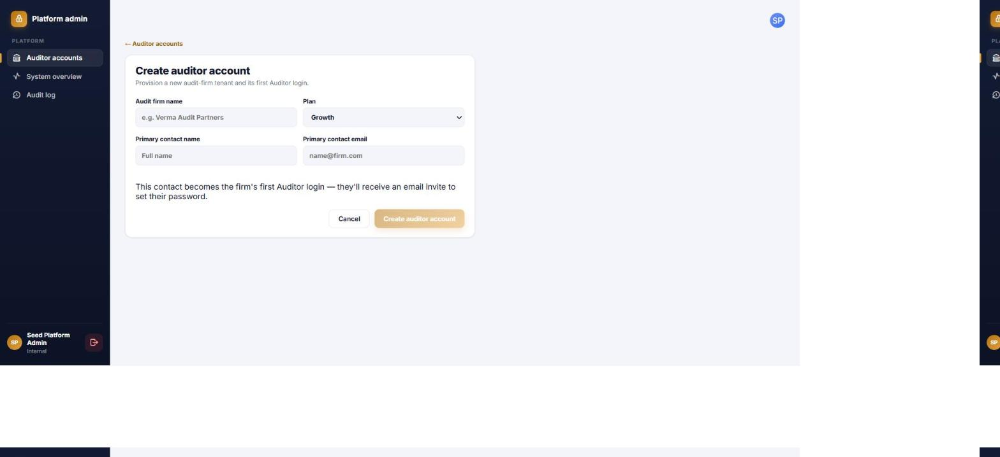 Platform admin
PLATFORM
Auditor accounts
System overview
Audit log
Seed Platform
Admin
Internal
SP
SP
← Auditor accounts
Create auditor account
Provision a new audit-firm tenant and its first Auditor login.
Audit firm name
Plan
e.g. Verma Audit Partners
Growth
Primary contact name
Primary contact email
Full name
name@firm.com
This contact becomes the firm's first Auditor login — they'll receive an email invite to
set their password.
Cancel
Create auditor account
PL
SP